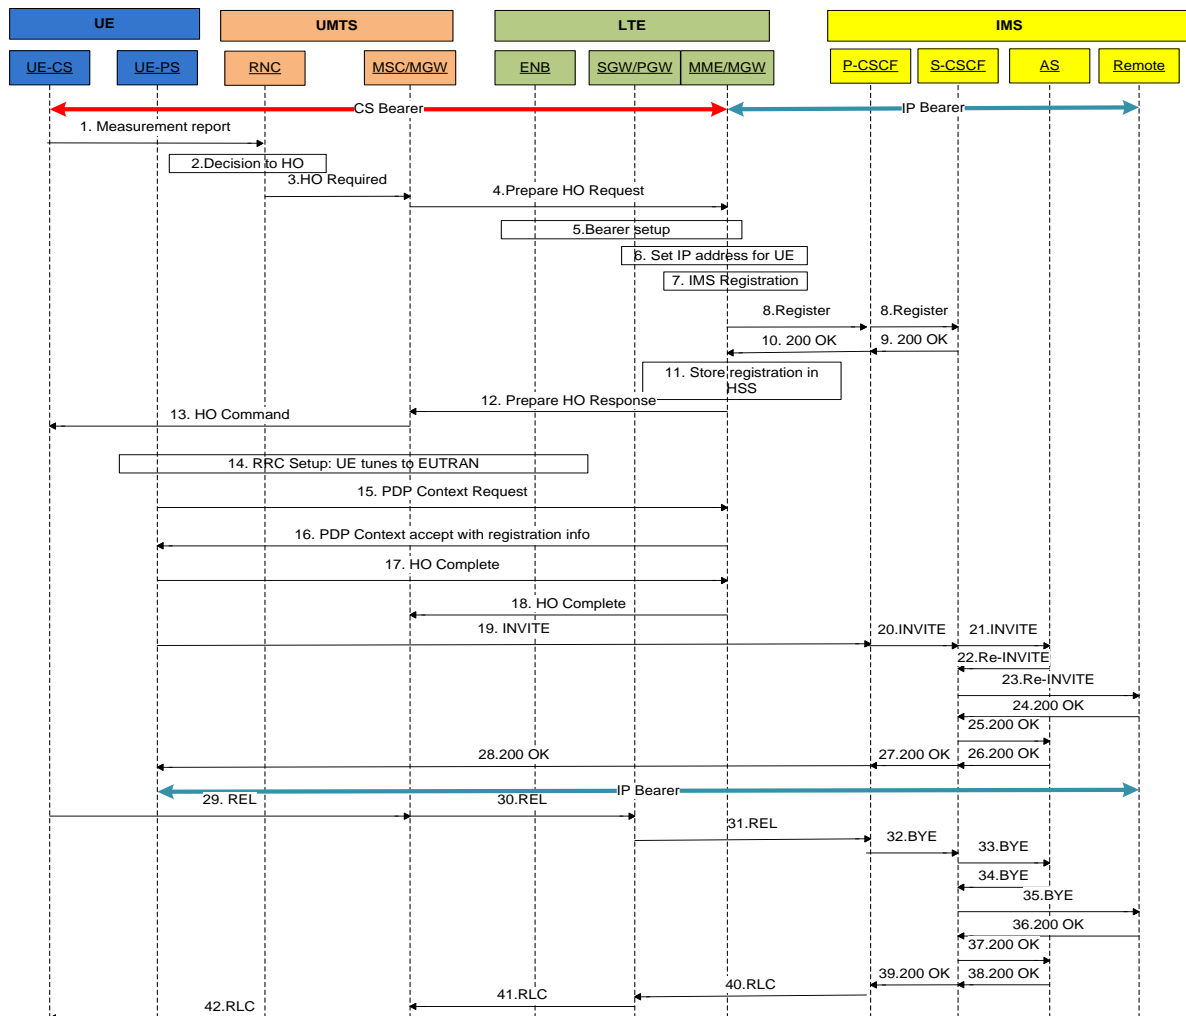 UE
UMTS
LTE
IMS
UE-CS
UE-PS
RNC
MSC/MGW
ENB
SGW/PGW
MME/MGW
P-CSCF
S-CSCF
AS
Remote
CS Bearer
IP Bearer
1. Measurement report
2.Decision to HO
3.HO Required
4.Prepare HO Request
5.Bearer setup
6. Set IP address for UE
7. IMS Registration
8.Register
8.Register
10. 200 OK
9. 200 OK
11. Store registration in
HSS
12. Prepare HO Response
13. HO Command
14. RRC Setup: UE tunes to EUTRAN
15. PDP Context Request
16. PDP Context accept with registration info
17. HO Complete
18. HO Complete
19. INVITE
20.INVITE
21.INVITE
22.Re-INVITE
23.Re-INVITE
24.200 OK
25.200 OK
28.200 OK
27.200 OK
26.200 OK
IP Bearer
29. REL
30.REL
31.REL
32.BYE
33.BYE
34.BYE
35.BYE
36.200 OK
37.200 OK
39.200 OK
38.200 OK
40.RLC
41.RLC
42.RLC